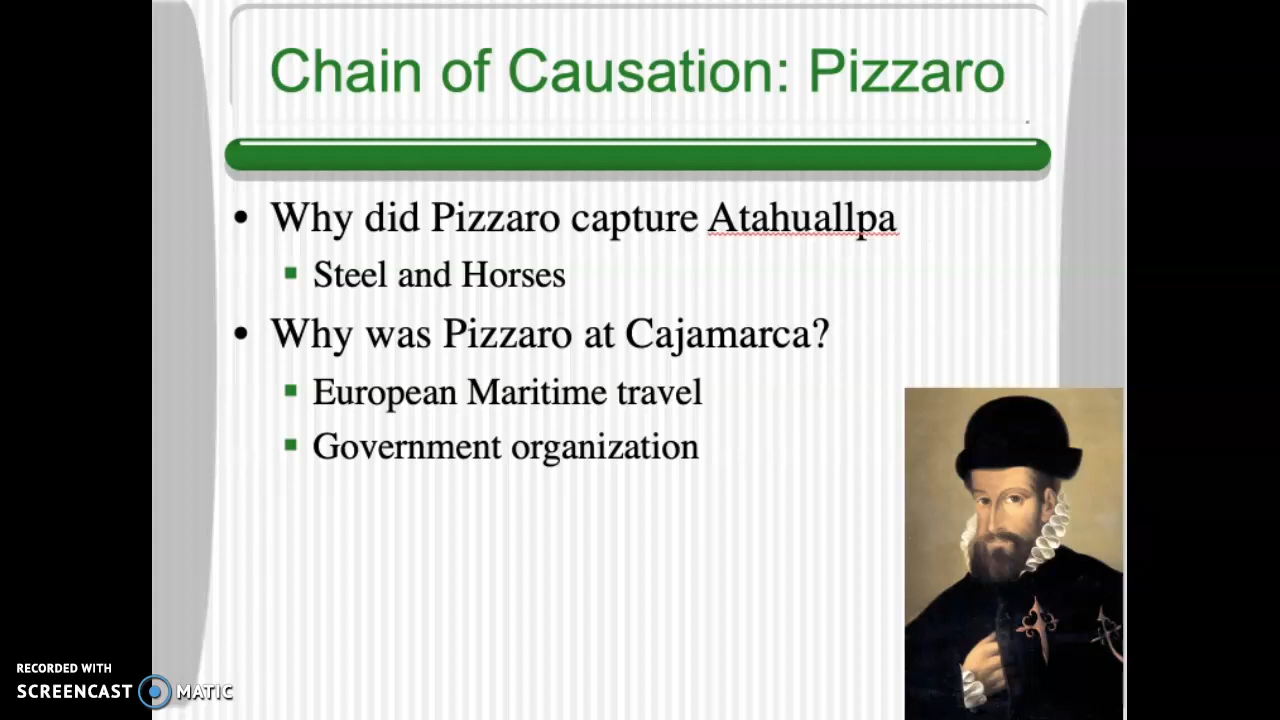 Chain of Causation: Pizzaro
• Why did Pizzaro capture Atahuallpa
▪ Steel and Horses
• Why was Pizzaro at Cajamarca?
▪ European Maritime travel
▪ Government organization
RECORDED WITH
SCREENCAST MATIC